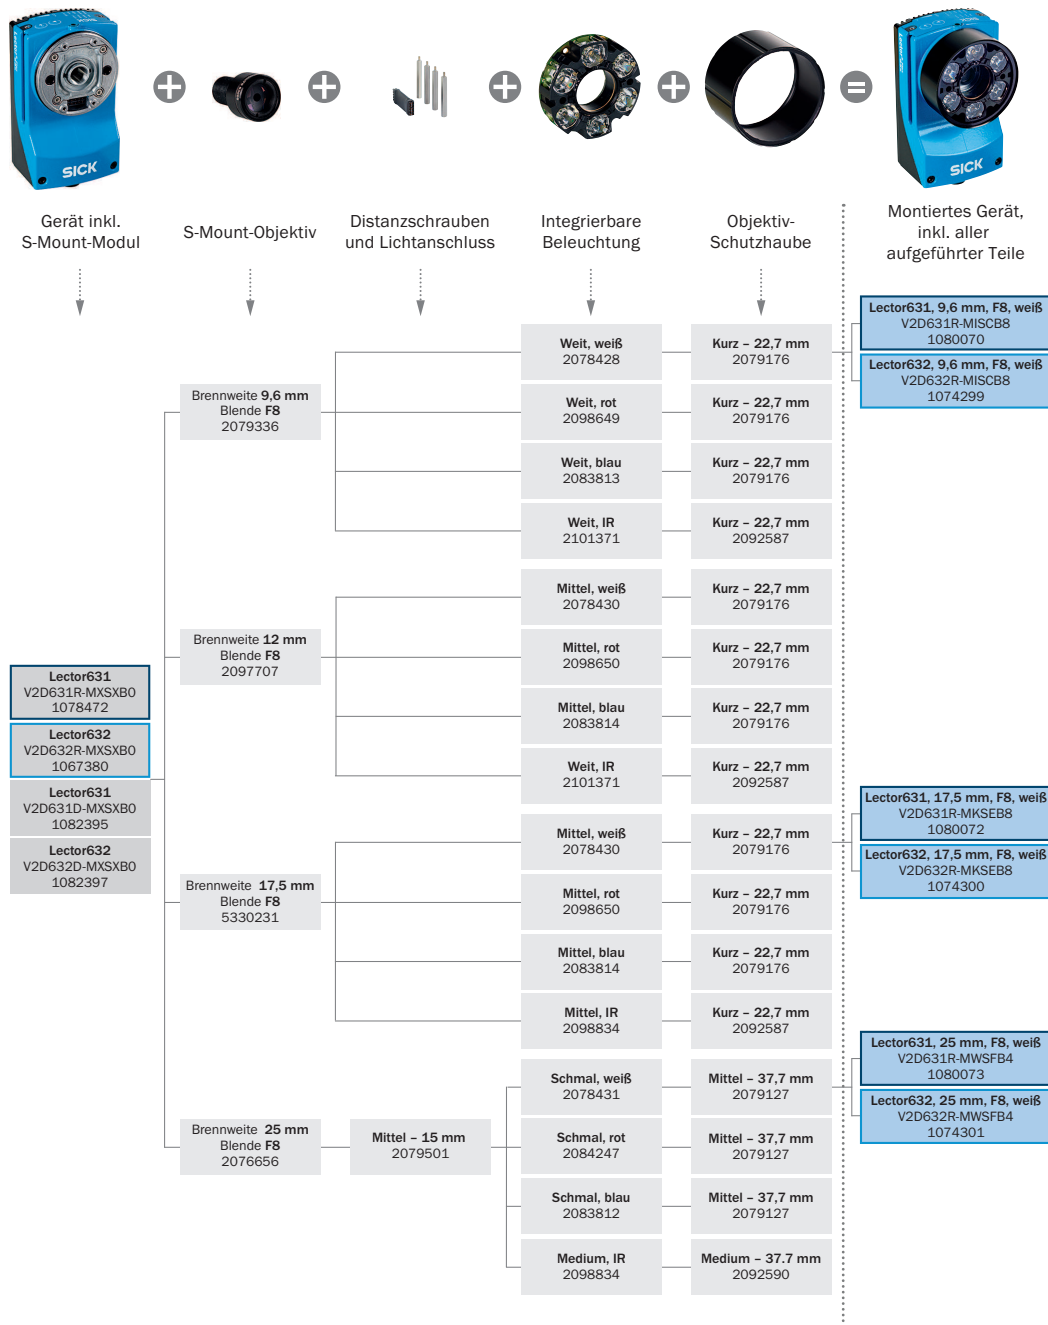 SICK
SICK
Gerät inkl.
S-Mount-Modul
S-Mount-Objektiv
Distanzschrauben
und Lichtanschluss
Integrierbare
Beleuchtung
Objektiv-
Schutzhaube
Montiertes Gerät,
inkl. aller
aufgeführter Teile
Lector631
V2D631R-MXSXB0
1078472
Lector632
V2D632R-MXSXB0
1067380
Lector631
V2D631D-MXSXB0
1082395
Lector632
V2D632D-MXSXB0
1082397
Brennweite 9,6 mm
Blende F8
2079336
Weit, weiß
2078428
Kurz – 22,7 mm
2079176
Lector631, 9,6 mm, F8, weiß
V2D631R-MISCB8
1080070
Lector632, 9,6 mm, F8, weiß
V2D632R-MISCB8
1074299
Weit, rot
2098649
Kurz – 22,7 mm
2079176
Weit, blau
2083813
Kurz – 22,7 mm
2079176
Weit, IR
2101371
Kurz – 22,7 mm
2092587
Brennweite 12 mm
Blende F8
2097707
Mittel, weiß
2078430
Kurz – 22,7 mm
2079176
Mittel, rot
2098650
Kurz – 22,7 mm
2079176
Mittel, blau
2083814
Kurz – 22,7 mm
2079176
Weit, IR
2101371
Kurz – 22,7 mm
2092587
Brennweite 17,5 mm
Blende F8
5330231
Mittel, weiß
2078430
Kurz – 22,7 mm
2079176
Lector631, 17,5 mm, F8, weiß
V2D631R-MKSEB8
1080072
Lector632, 17,5 mm, F8, weiß
V2D632R-MKSEB8
1074300
Mittel, rot
2098650
Kurz – 22,7 mm
2079176
Mittel, blau
2083814
Kurz – 22,7 mm
2079176
Mittel, IR
2098834
Kurz – 22,7 mm
2092587
Brennweite 25 mm
Blende F8
2076656
Mittel – 15 mm
2079501
Schmal, weiß
2078431
Mittel – 37,7 mm
2079127
Lector631, 25 mm, F8, weiß
V2D631R-MWSFB4
1080073
Lector632, 25 mm, F8, weiß
V2D632R-MWSFB4
1074301
Schmal, rot
2084247
Mittel – 37,7 mm
2079127
Schmal, blau
2083812
Mittel – 37,7 mm
2079127
Medium, IR
2098834
Medium – 37.7 mm
2092590